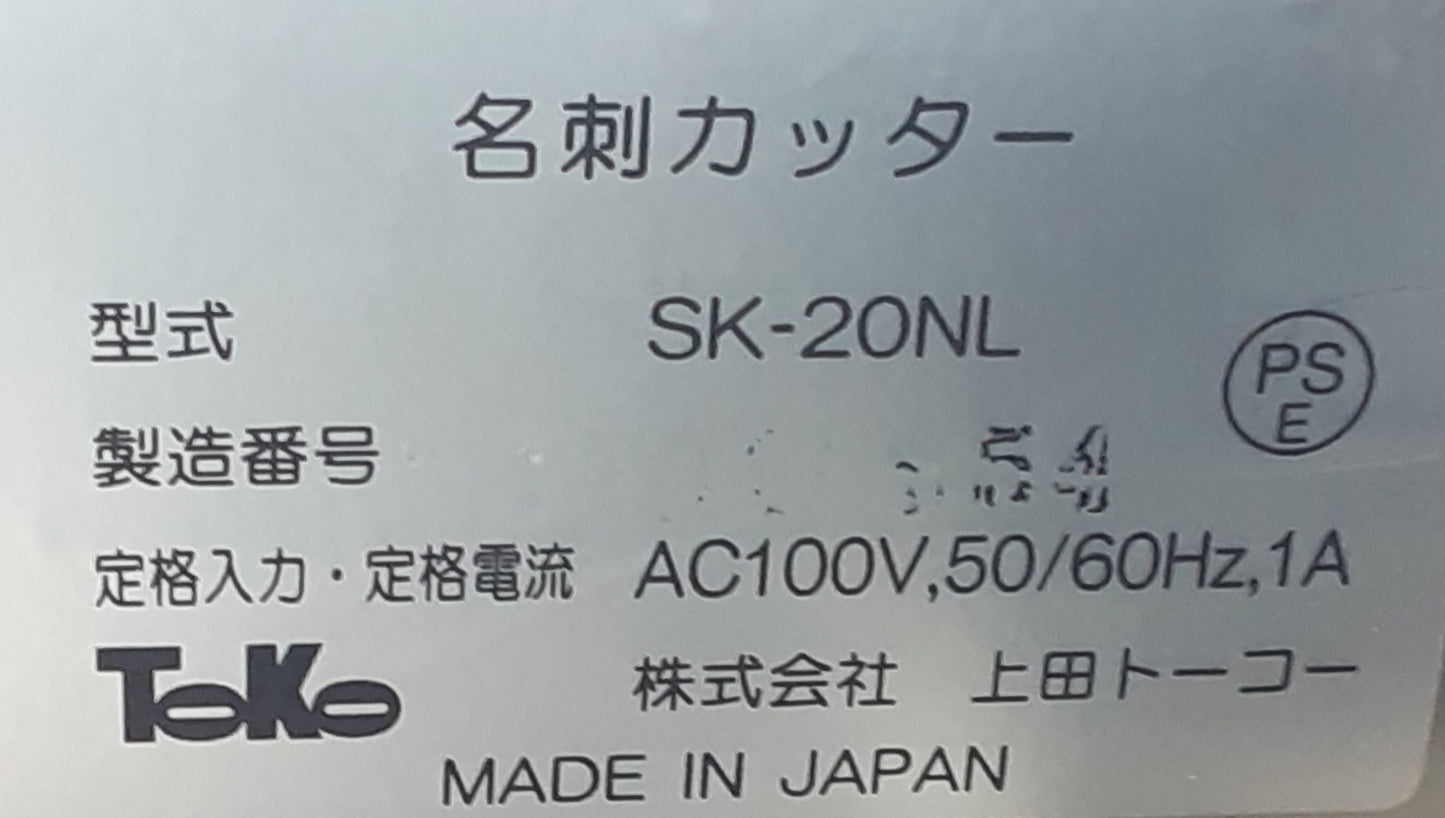 名刺カッター
型式 SK-20NL
PS
E
製造番号
定格入力・定格電流 AC100V,50/60Hz,1A
ToKo 株式会社 上田トーコー
MADE IN JAPAN